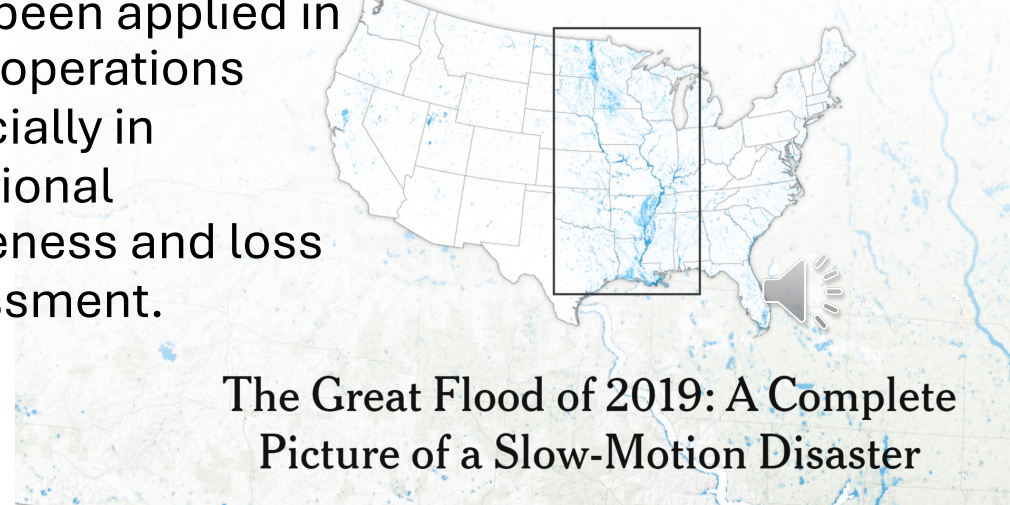 been applied in
operations
cially in
ional
eness and loss
ssment.
The Great Flood of 2019: A Complete
Picture of a Slow-Motion Disaster